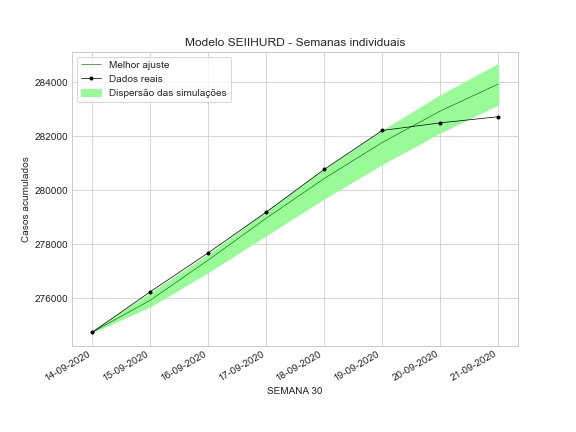 Modelo SEIIHURD - Semanas individuais
Melhor ajuste
Dados reais
Dispersão das simulações
Casos acumulados
284000
282000
280000
278000
276000
14-09-2020
15-09-2020
16-09-2020
17-09-2020
18-09-2020
19-09-2020
20-09-2020
21-09-2020
SEMANA 30